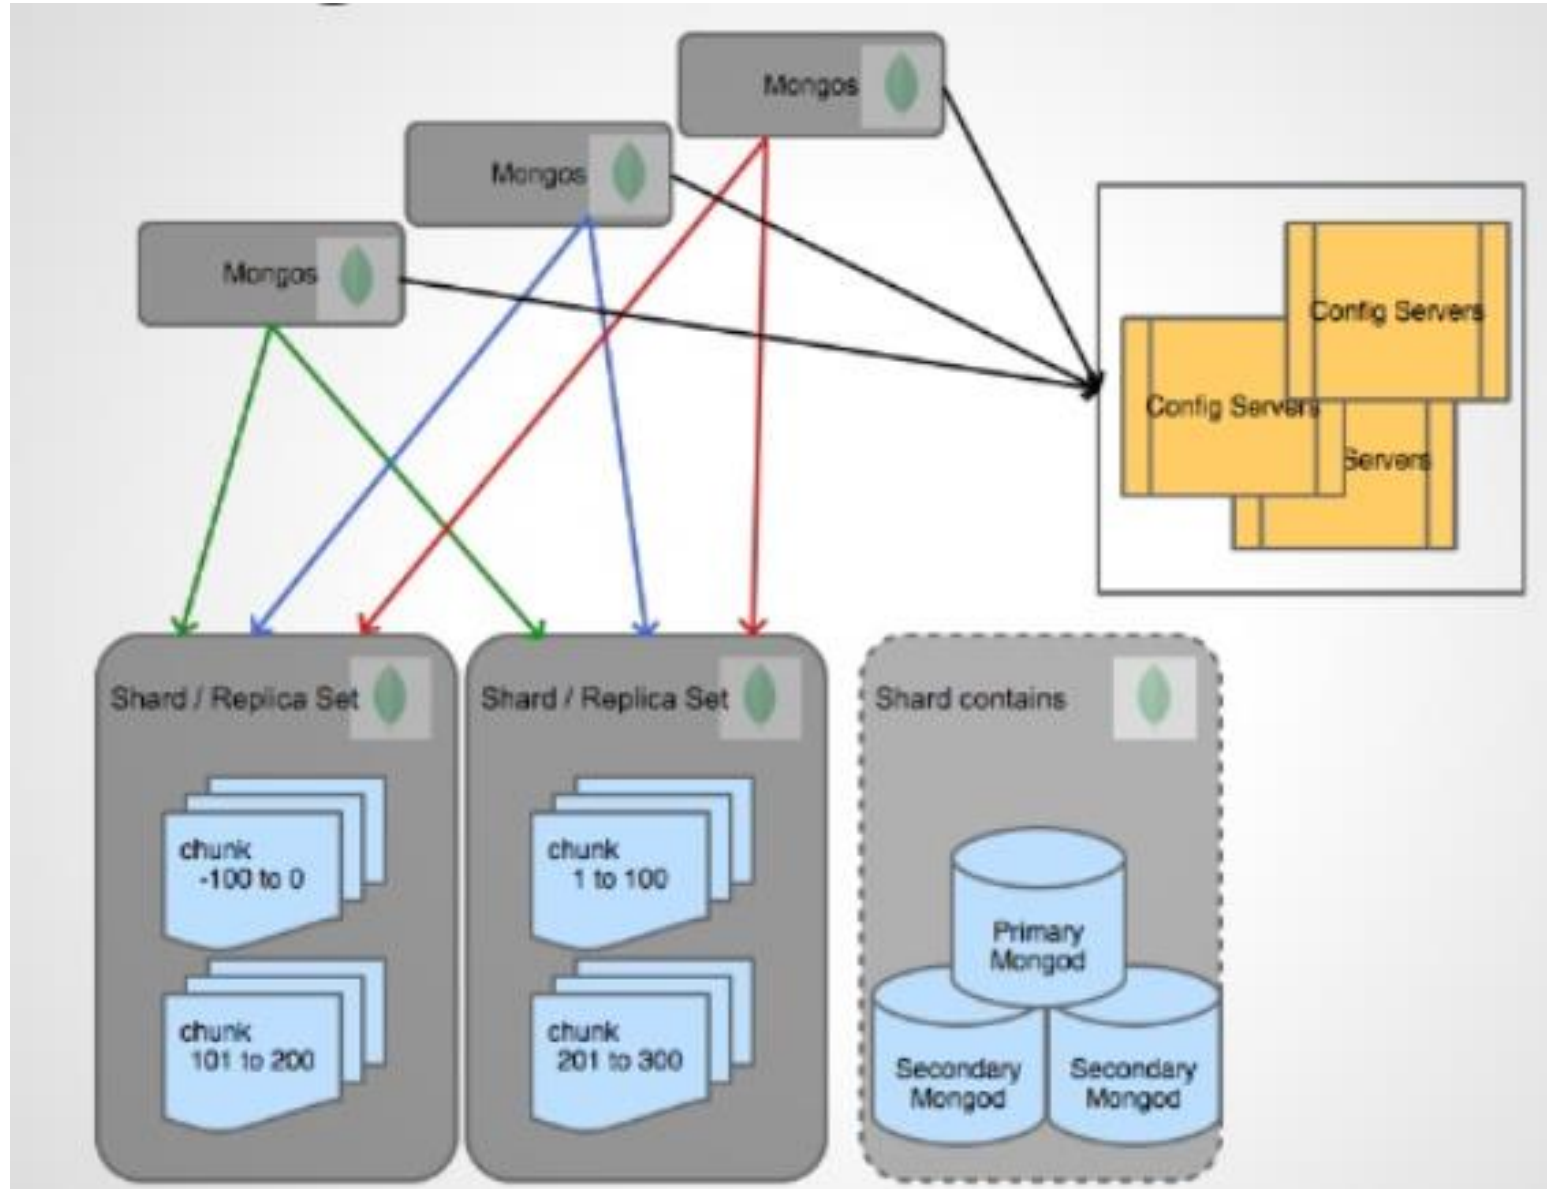 Mongos
Mongos
Mongos
Config Servers
Config Servers
Servers
Shard / Replica Set
Shard / Replica Set
Shard contains
chunk
-100 to 0
chunk
1 to 100
Primary
Mongod
chunk
101 to 200
chunk
201 to 300
Secondary
Mongod
Secondary
Mongod